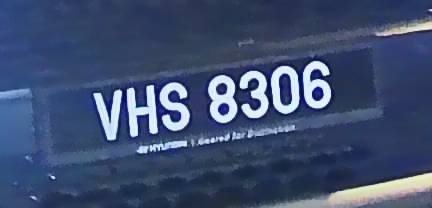 VHS 8306
HYUNDAI | Geared for Distinction